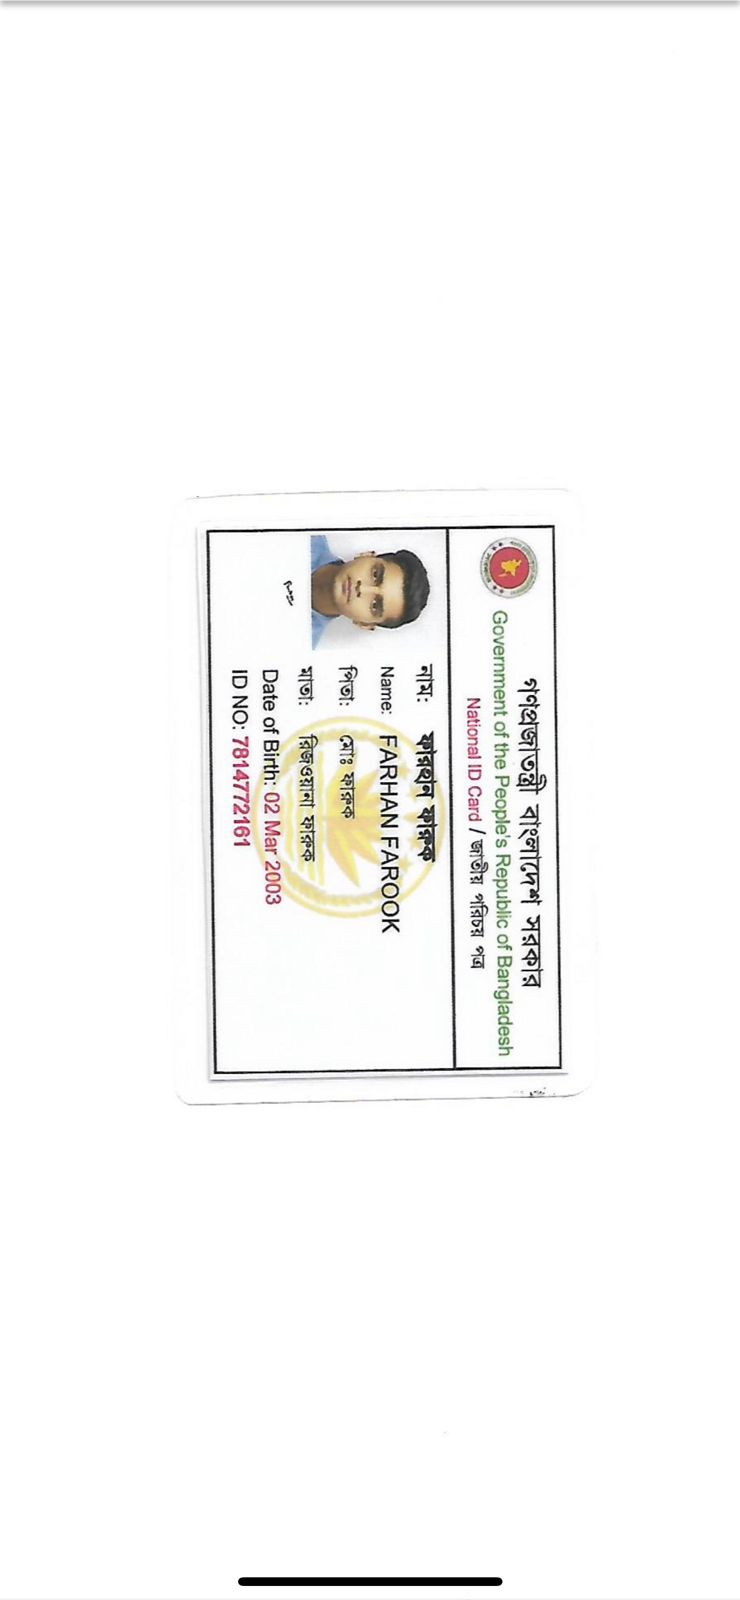 গণপ্রজাতন্ত্রী বাংলাদেশ সরকার
Government of the People's Republic of Bangladesh
National ID Card / জাতীয় পরিচয় পত্র
নাম: ফারহান ফারুক
Name: FARHAN FAROOK
পিতা: মোঃ ফারুক
মাতা: রিজওয়ানা ফারুক
Date of Birth: 02 Mar 2003
ID NO: 7814772161